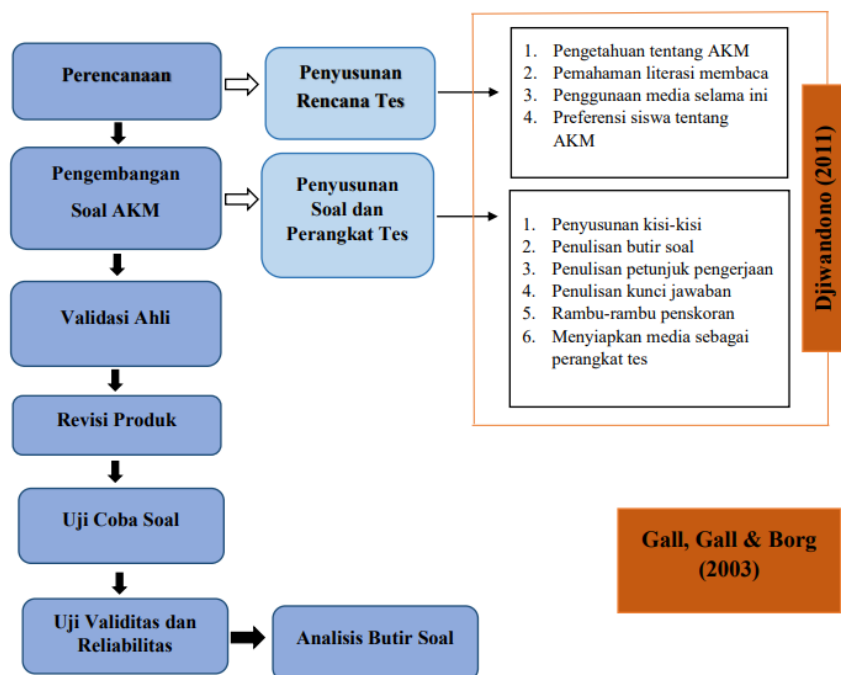 Perencanaan
Penyusunan
Rencana Tes
1. Pengetahuan tentang AKM
2. Pemahaman literasi membaca
3. Penggunaan media selama ini
4. Preferensi siswa tentang
AKM
Pengembangan
Soal AKM
Penyusunan
Soal dan
Perangkat Tes
1. Penyusunan kisi-kisi
2. Penulisan butir soal
3. Penulisan petunjuk pengerjaan
4. Penulisan kunci jawaban
5. Rambu-rambu penskoran
6. Menyiapkan media sebagai
perangkat tes
Djiwandono (2011)
Validasi Ahli
Revisi Produk
Uji Coba Soal
Gall, Gall & Borg
(2003)
Uji Validitas dan
Reliabilitas
Analisis Butir Soal